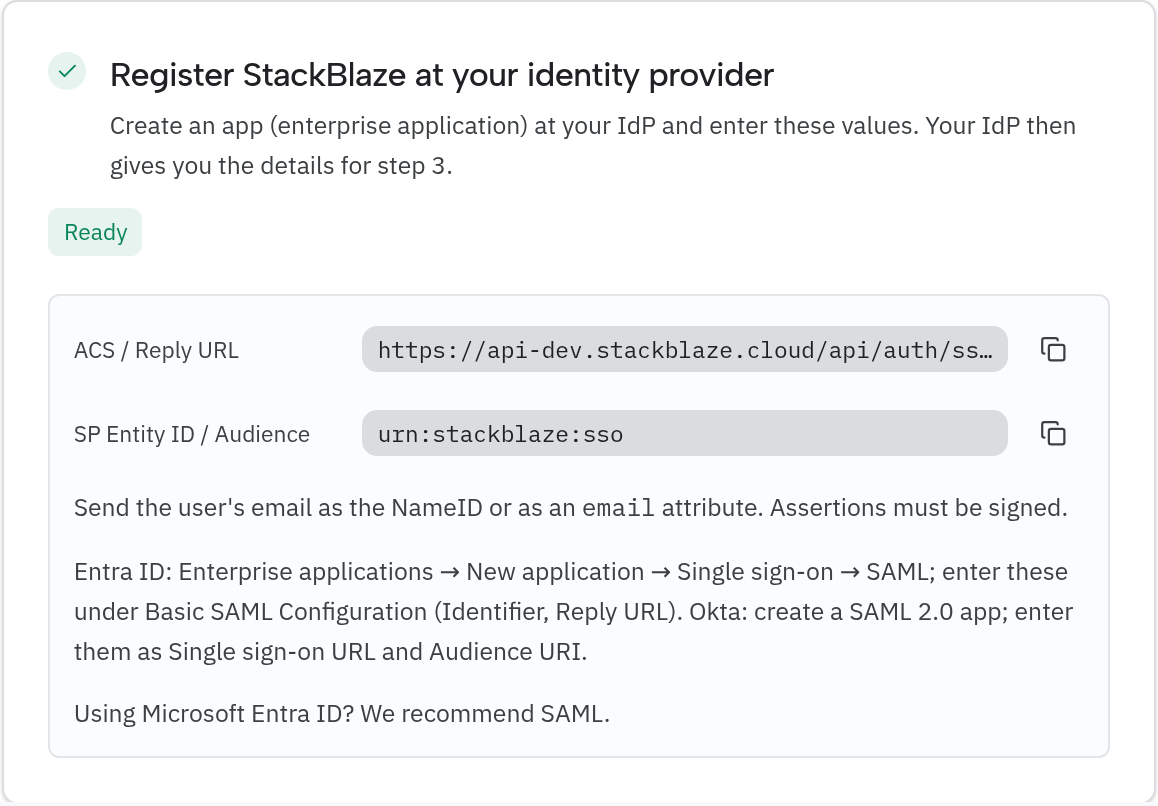 Register StackBlaze at your identity provider
Create an app (enterprise application) at your IdP and enter these values. Your IdP then
gives you the details for step 3.
Ready
ACS / Reply URL https://api-dev.stackblaze.cloud/api/auth/ss…
SP Entity ID / Audience urn:stackblaze:sso
Send the user's email as the NameID or as an email attribute. Assertions must be signed.
Entra ID: Enterprise applications → New application → Single sign-on → SAML; enter these
under Basic SAML Configuration (Identifier, Reply URL). Okta: create a SAML 2.0 app; enter
them as Single sign-on URL and Audience URI.
Using Microsoft Entra ID? We recommend SAML.